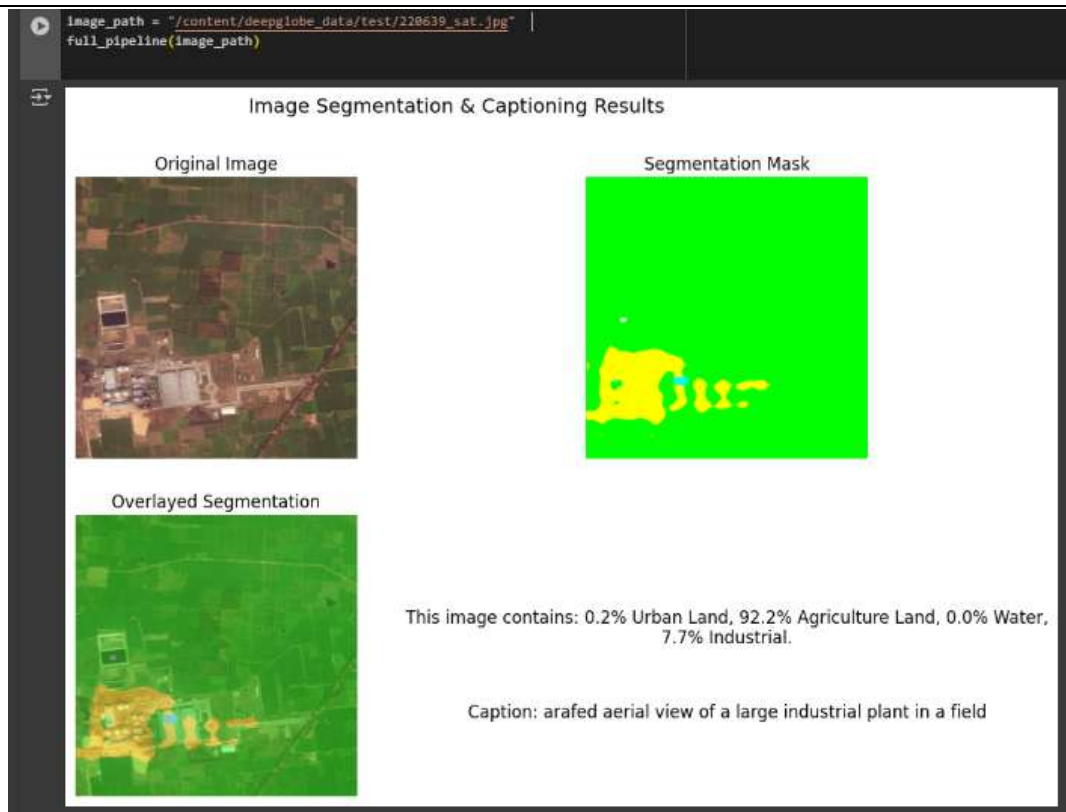 image_path = "/content/deepglobe_data/test/220639_sat.jpg"
full_pipeline(image_path)
Image Segmentation & Captioning Results
Original Image
Segmentation Mask
Overlayed Segmentation
This image contains: 0.2% Urban Land, 92.2% Agriculture Land, 0.0% Water,
7.7% Industrial.
Caption: arafed aerial view of a large industrial plant in a field